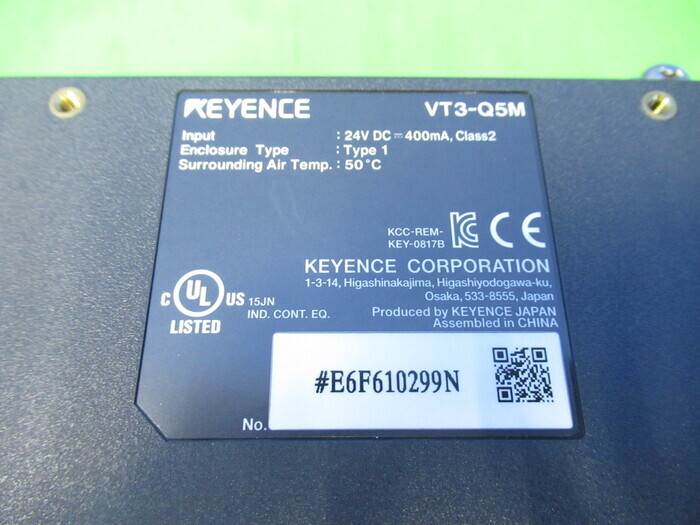 KEYENCE VT3-Q5M
Input : 24V DC ⎓ 400mA, Class2
Enclosure Type : Type 1
Surrounding Air Temp. : 50°C
KCC-REM-
KEY-0817B
CE
KEYENCE CORPORATION
1-3-14, Higashinakajima, Higashiyodogawa-ku,
Osaka, 533-8555, Japan
Produced by KEYENCE JAPAN
Assembled in CHINA
C UL US 15JN
LISTED IND. CONT. EQ.
#E6F610299N
No.